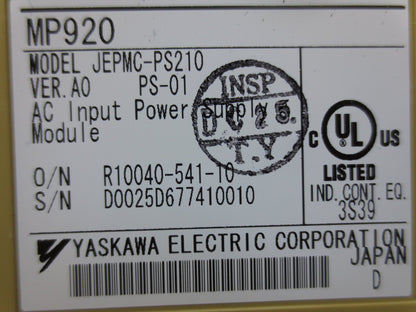 MP920
MODEL JEPMC-PS210
VER. A0 PS-01
AC Input Power Supply
Module
INSP
25.
T.Y
O/N R10040-541-10
S/N D0025D677410010
C UL US
LISTED
IND. CONT. EQ.
3S39
YASKAWA ELECTRIC CORPORATION
JAPAN
D